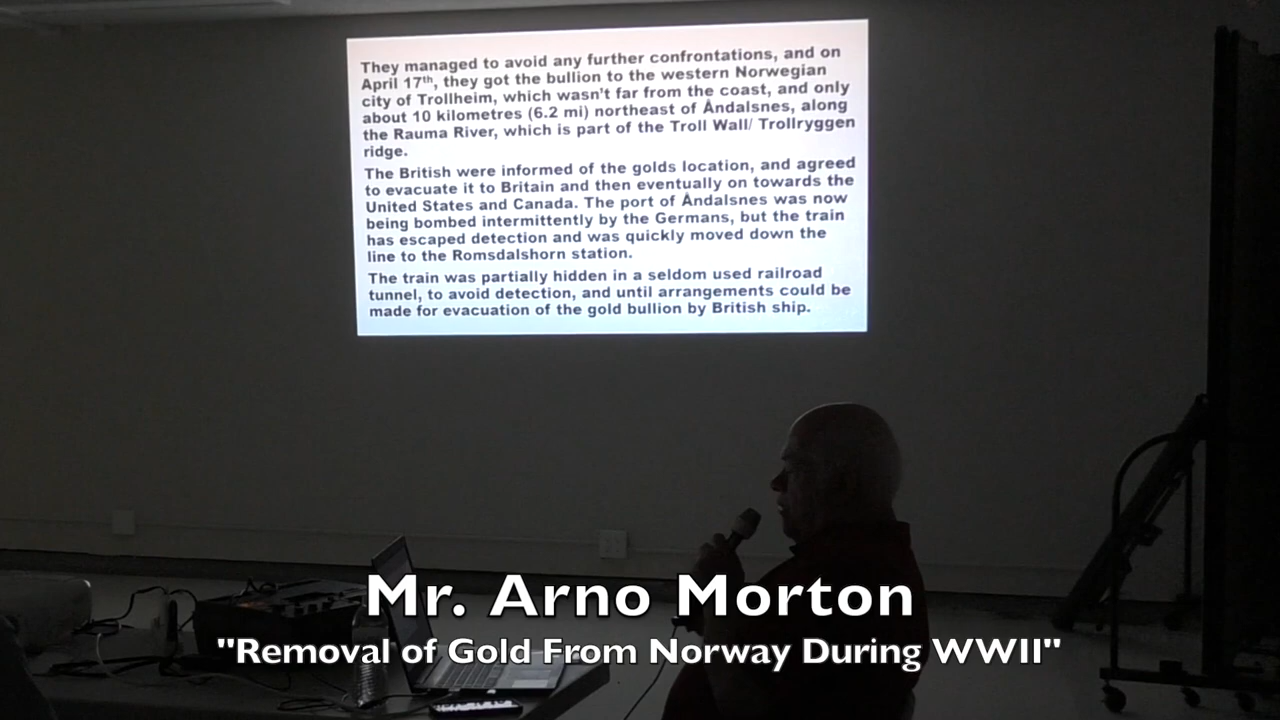 They managed to avoid any further confrontations, and on
April 17th, they got the bullion to the western Norwegian
city of Trollheim, which wasn't far from the coast, and only
about 10 kilometres (6.2 mi) northeast of Åndalsnes, along
the Rauma River, which is part of the Troll Wall/ Trollryggen
ridge.
The British were informed of the golds location, and agreed
to evacuate it to Britain and then eventually on towards the
United States and Canada. The port of Åndalsnes was now
being bombed intermittently by the Germans, but the train
has escaped detection and was quickly moved down the
line to the Romsdalshorn station.
The train was partially hidden in a seldom used railroad
tunnel, to avoid detection, and until arrangements could be
made for evacuation of the gold bullion by British ship.
Mr. Arno Morton
"Removal of Gold From Norway During WWII"